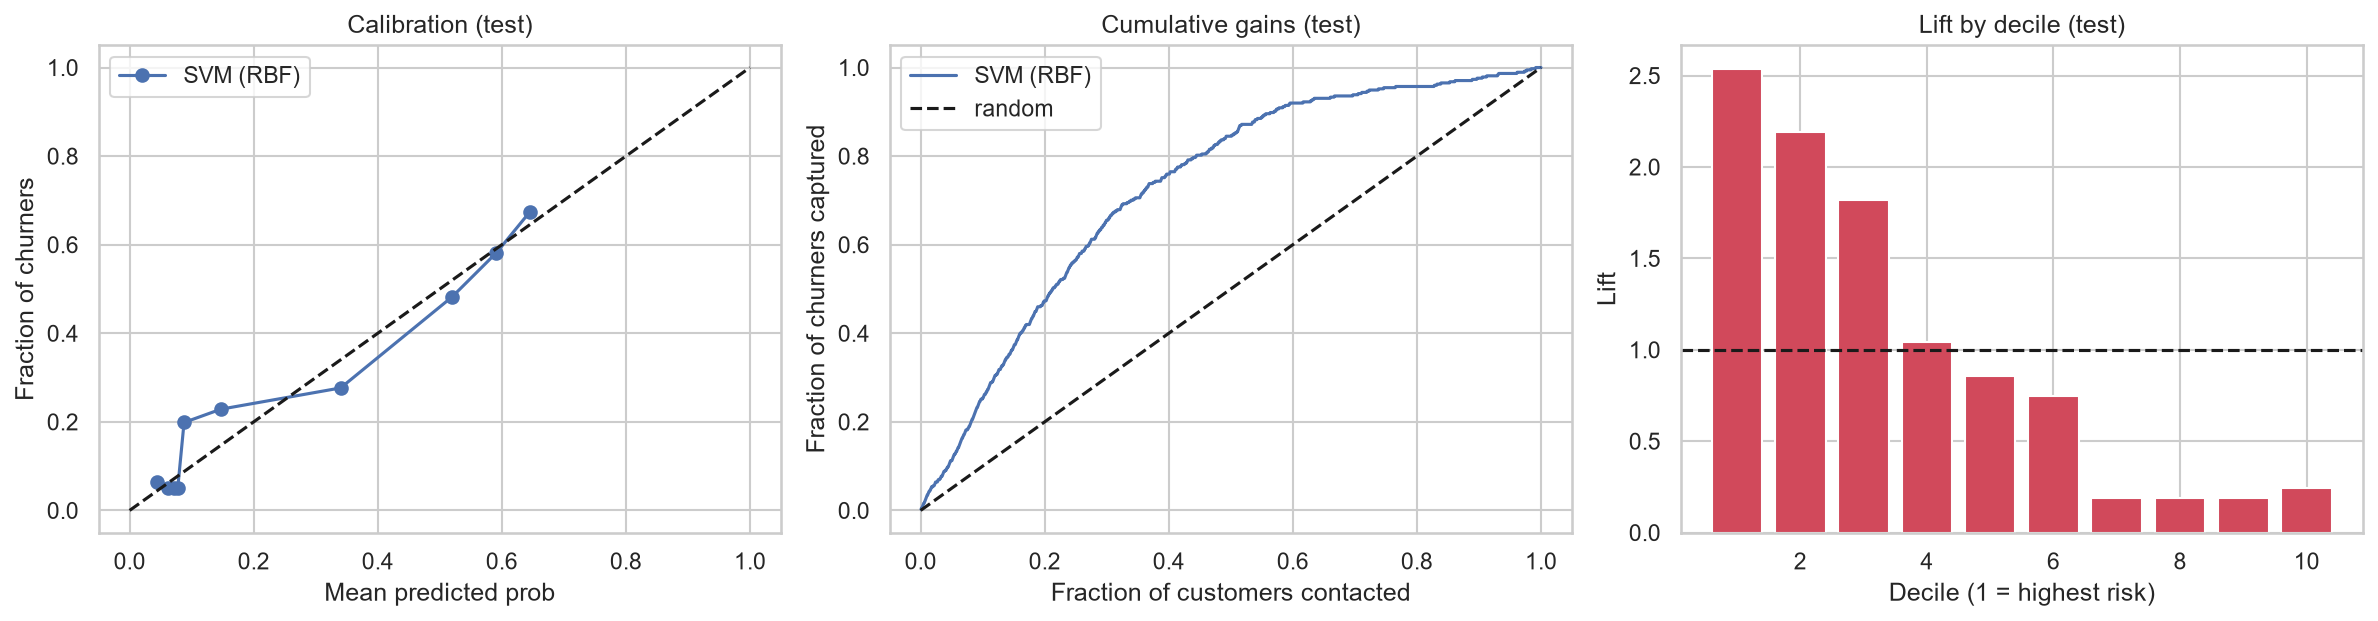 Calibration (test)
SVM (RBF)
1.0
0.8
0.6
0.4
0.2
0.0
Fraction of churners
0.0 0.2 0.4 0.6 0.8 1.0
Mean predicted prob
Cumulative gains (test)
SVM (RBF)
random
1.0
0.8
0.6
0.4
0.2
0.0
Fraction of churners captured
0.0 0.2 0.4 0.6 0.8 1.0
Fraction of customers contacted
Lift by decile (test)
2.5
2.0
1.5
1.0
0.5
0.0
Lift
2 4 6 8 10
Decile (1 = highest risk)